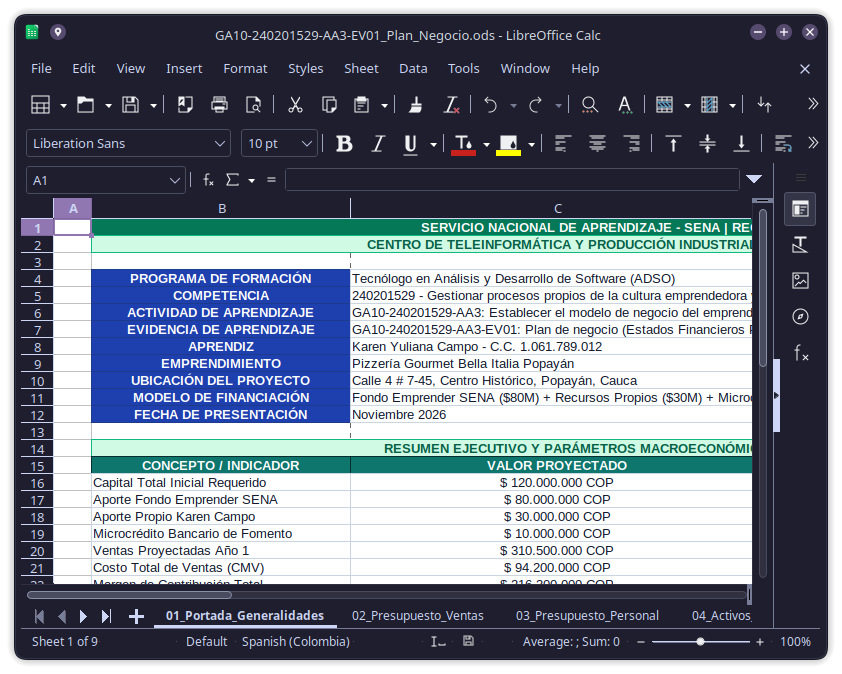 GA10-240201529-AA3-EV01_Plan_Negocio.ods - LibreOffice Calc
File Edit View Insert Format Styles Sheet Data Tools Window Help
Liberation Sans 10 pt B I U
A1 fx Σ =
A B C
1 SERVICIO NACIONAL DE APRENDIZAJE - SENA | REG
2 CENTRO DE TELEINFORMÁTICA Y PRODUCCIÓN INDUSTRIAL
3
4 PROGRAMA DE FORMACIÓN Tecnólogo en Análisis y Desarrollo de Software (ADSO)
5 COMPETENCIA 240201529 - Gestionar procesos propios de la cultura emprendedora
6 ACTIVIDAD DE APRENDIZAJE GA10-240201529-AA3: Establecer el modelo de negocio del emprend
7 EVIDENCIA DE APRENDIZAJE GA10-240201529-AA3-EV01: Plan de negocio (Estados Financieros
8 APRENDIZ Karen Yuliana Campo - C.C. 1.061.789.012
9 EMPRENDIMIENTO Pizzería Gourmet Bella Italia Popayán
10 UBICACIÓN DEL PROYECTO Calle 4 # 7-45, Centro Histórico, Popayán, Cauca
11 MODELO DE FINANCIACIÓN Fondo Emprender SENA ($80M) + Recursos Propios ($30M) + Microc
12 FECHA DE PRESENTACIÓN Noviembre 2026
13
14 RESUMEN EJECUTIVO Y PARÁMETROS MACROECONÓMIC
15 CONCEPTO / INDICADOR VALOR PROYECTADO
16 Capital Total Inicial Requerido $ 120.000.000 COP
17 Aporte Fondo Emprender SENA $ 80.000.000 COP
18 Aporte Propio Karen Campo $ 30.000.000 COP
19 Microcrédito Bancario de Fomento $ 10.000.000 COP
20 Ventas Proyectadas Año 1 $ 310.500.000 COP
21 Costo Total de Ventas (CMV) $ 94.200.000 COP
22 Margen de Contribución Total $ 216.300.000 COP
01_Portada_Generalidades 02_Presupuesto_Ventas 03_Presupuesto_Personal 04_Activos_
Sheet 1 of 9 Default Spanish (Colombia) Average: ; Sum: 0 100%